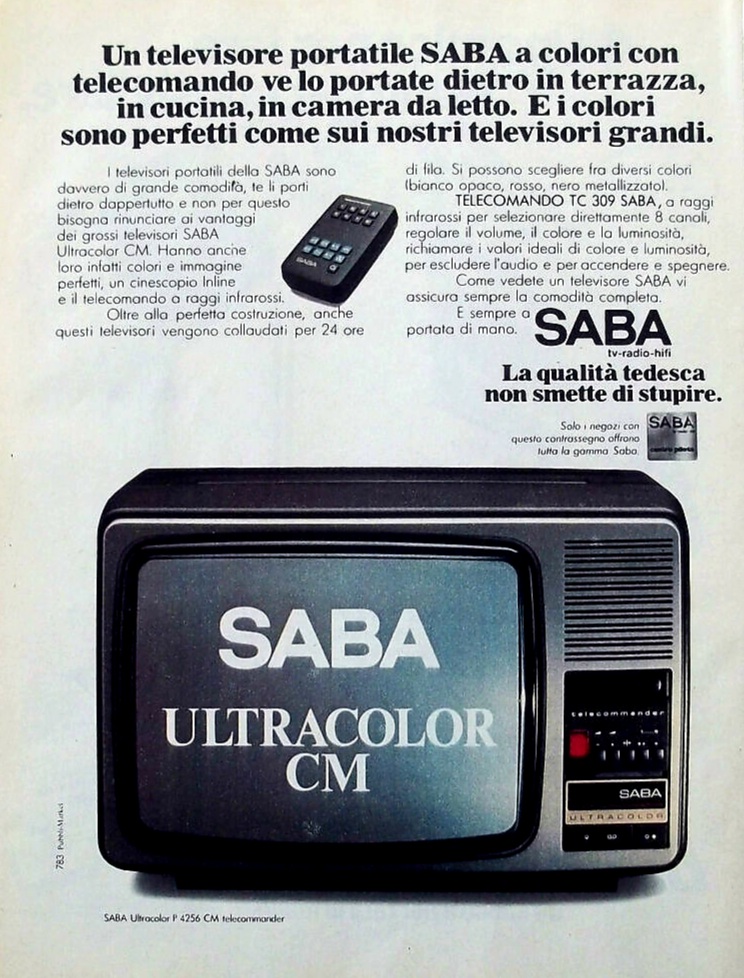 Un televisore portatile SABA a colori con
telecomando ve lo portate dietro in terrazza,
in cucina, in camera da letto. E i colori
sono perfetti come sui nostri televisori grandi.
I televisori portatili della SABA sono
davvero di grande comodità, te li porti
dietro dappertutto e non per questo
bisogna rinunciare ai vantaggi
dei grossi televisori SABA
Ultracolor CM. Hanno anche
loro infatti colori e immagine
perfetti, un cinescopio Inline
e il telecomando a raggi infrarossi.
Oltre alla perfetta costruzione, anche
questi televisori vengono collaudati per 24 ore
SABA
di fila. Si possono scegliere fra diversi colori
(bianco opaco, rosso, nero metallizzato).
TELECOMANDO TC 309 SABA, a raggi
infrarossi per selezionare direttamente 8 canali,
regolare il volume, il colore e la luminosità,
richiamare i valori ideali di colore e luminosità,
per escludere l'audio e per accendere e spegnere.
Come vedete un televisore SABA vi
assicura sempre la comodità completa.
E sempre a
portata di mano.
SABA
tv-radio-hifi
La qualità tedesca
non smette di stupire.
Solo i negozi con
questo contrassegno offrono
tutta la gamma Saba.
SABA
SABA
ULTRACOLOR
CM
telecommander
SABA
ULTRACOLOR
783 PubbliMarket
SABA Ultracolor P 4256 CM telecommander